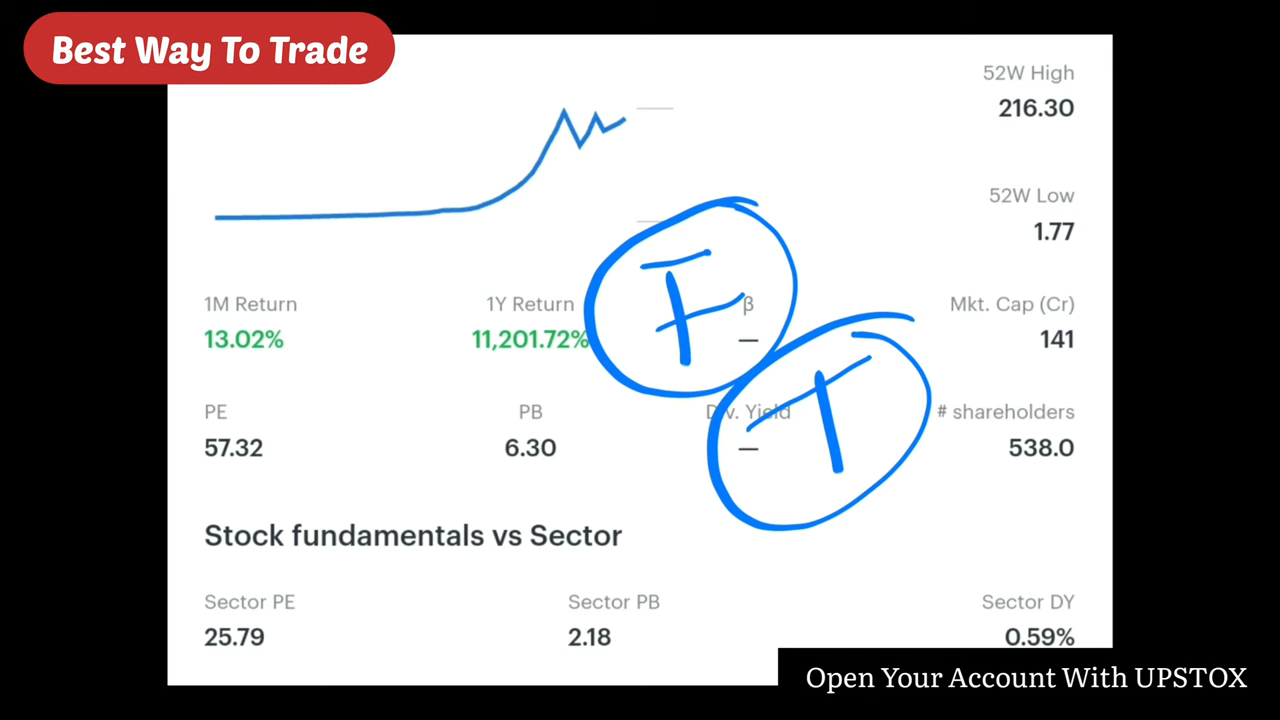 Best Way To Trade
52W High
216.30
52W Low
1.77
1M Return
1Y Return
β
Mkt. Cap (Cr)
13.02%
11,201.72%
—
141
PE
PB
Div. Yield
# shareholders
57.32
6.30
—
538.0
F
T
Stock fundamentals vs Sector
Sector PE
Sector PB
Sector DY
25.79
2.18
0.59%
Open Your Account With UPSTOX